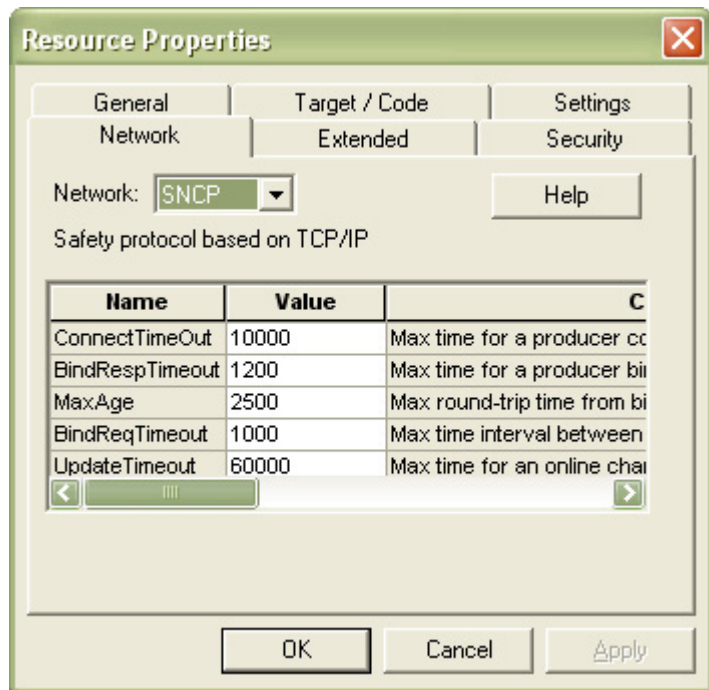 Resource Properties
General Target / Code Settings
Network Extended Security
Network: SNCP Help
Safety protocol based on TCP/IP
Name Value C
ConnectTimeOut 10000 Max time for a producer cc
BindRespTimeout 1200 Max time for a producer bi
MaxAge 2500 Max round-trip time from bi
BindReqTimeout 1000 Max time interval between
UpdateTimeout 60000 Max time for an online chai
OK Cancel Apply